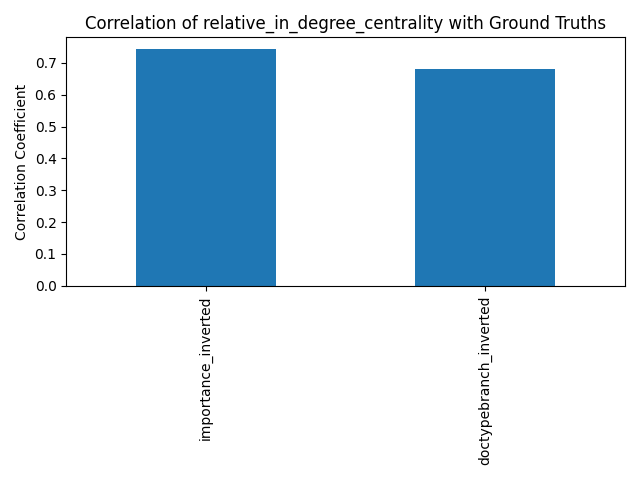 Correlation of relative_in_degree_centrality with Ground Truths
Correlation Coefficient
0.7
0.6
0.5
0.4
0.3
0.2
0.1
0.0
importance_inverted
doctypebranch_inverted